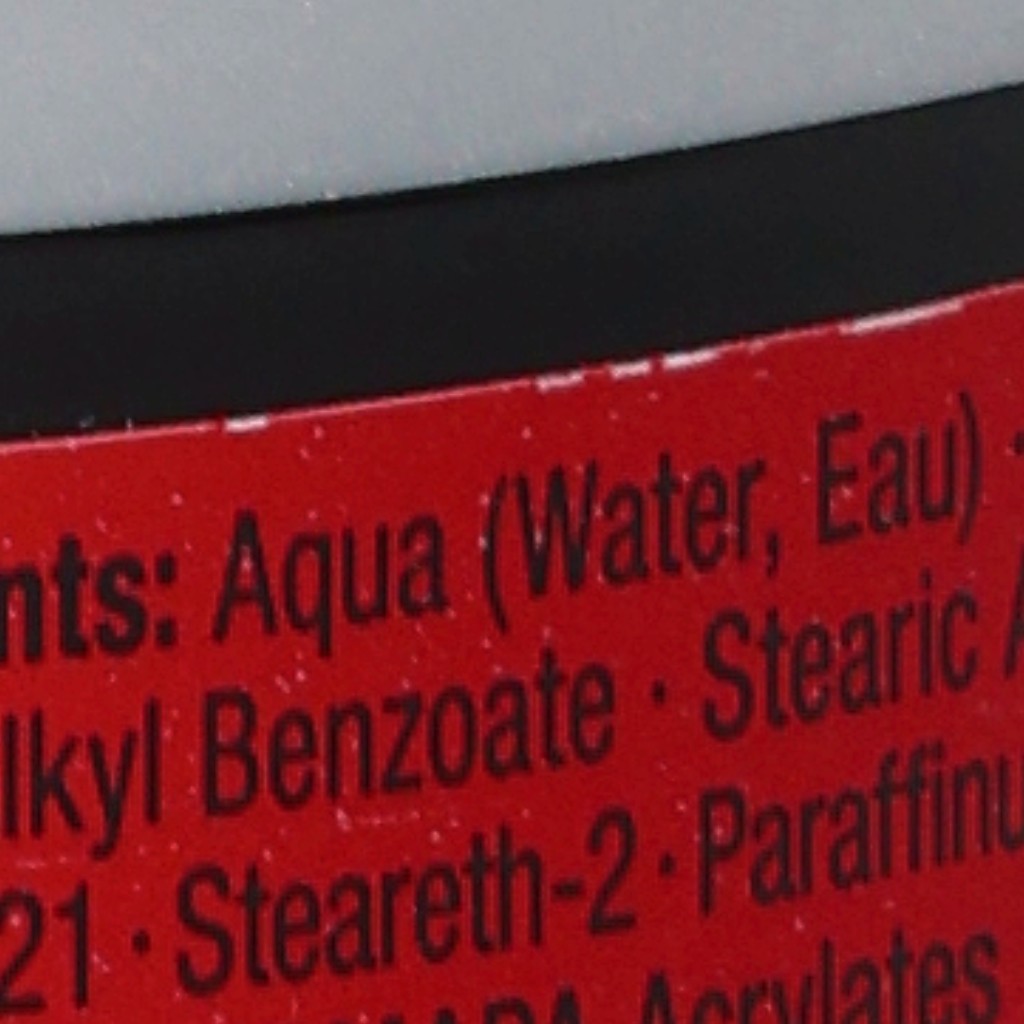 nts: Aqua (Water, Eau) ·
lkyl Benzoate · Stearic A
21 · Steareth-2 · Paraffinu
Acrylates